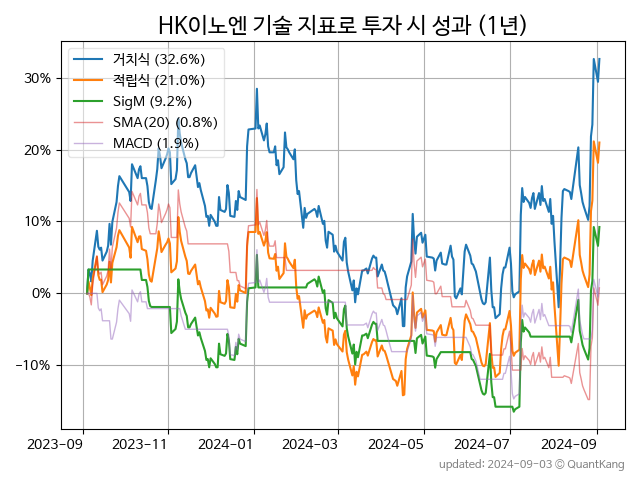 HK이노엔 기술 지표로 투자 시 성과 (1년)
거치식 (32.6%)
적립식 (21.0%)
SigM (9.2%)
SMA(20) (0.8%)
MACD (1.9%)
30%
20%
10%
0%
−10%
2023-09
2023-11
2024-01
2024-03
2024-05
2024-07
2024-09
updated: 2024-09-03 © QuantKang